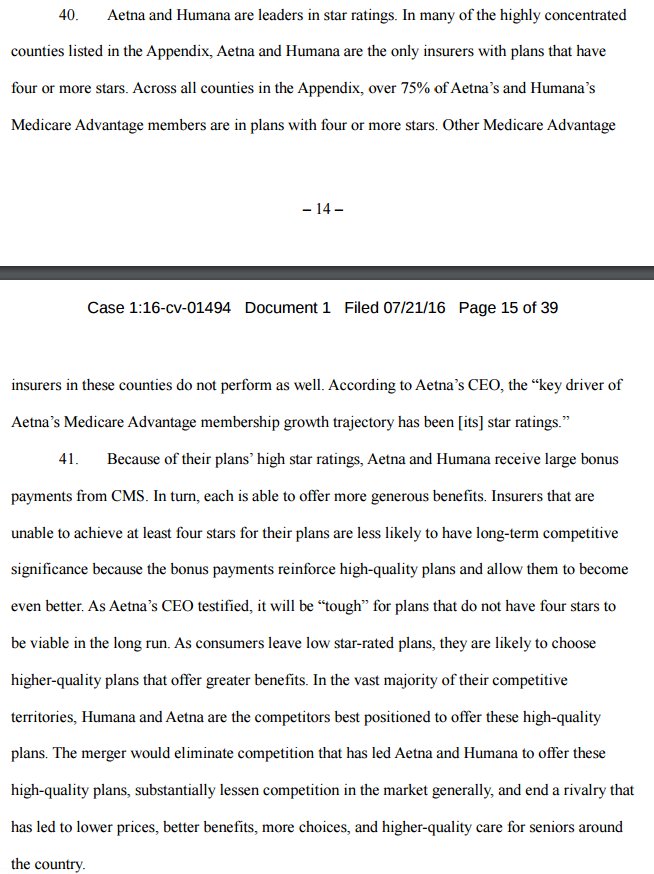 40. Aetna and Humana are leaders in star ratings. In many of the highly concentrated
counties listed in the Appendix, Aetna and Humana are the only insurers with plans that have
four or more stars. Across all counties in the Appendix, over 75% of Aetna’s and Humana’s
Medicare Advantage members are in plans with four or more stars. Other Medicare Advantage
– 14 –
Case 1:16-cv-01494 Document 1 Filed 07/21/16 Page 15 of 39
insurers in these counties do not perform as well. According to Aetna’s CEO, the “key driver of
Aetna’s Medicare Advantage membership growth trajectory has been [its] star ratings.”
41. Because of their plans’ high star ratings, Aetna and Humana receive large bonus
payments from CMS. In turn, each is able to offer more generous benefits. Insurers that are
unable to achieve at least four stars for their plans are less likely to have long-term competitive
significance because the bonus payments reinforce high-quality plans and allow them to become
even better. As Aetna’s CEO testified, it will be “tough” for plans that do not have four stars to
be viable in the long run. As consumers leave low star-rated plans, they are likely to choose
higher-quality plans that offer greater benefits. In the vast majority of their competitive
territories, Humana and Aetna are the competitors best positioned to offer these high-quality
plans. The merger would eliminate competition that has led Aetna and Humana to offer these
high-quality plans, substantially lessen competition in the market generally, and end a rivalry that
has led to lower prices, better benefits, more choices, and higher-quality care for seniors around
the country.